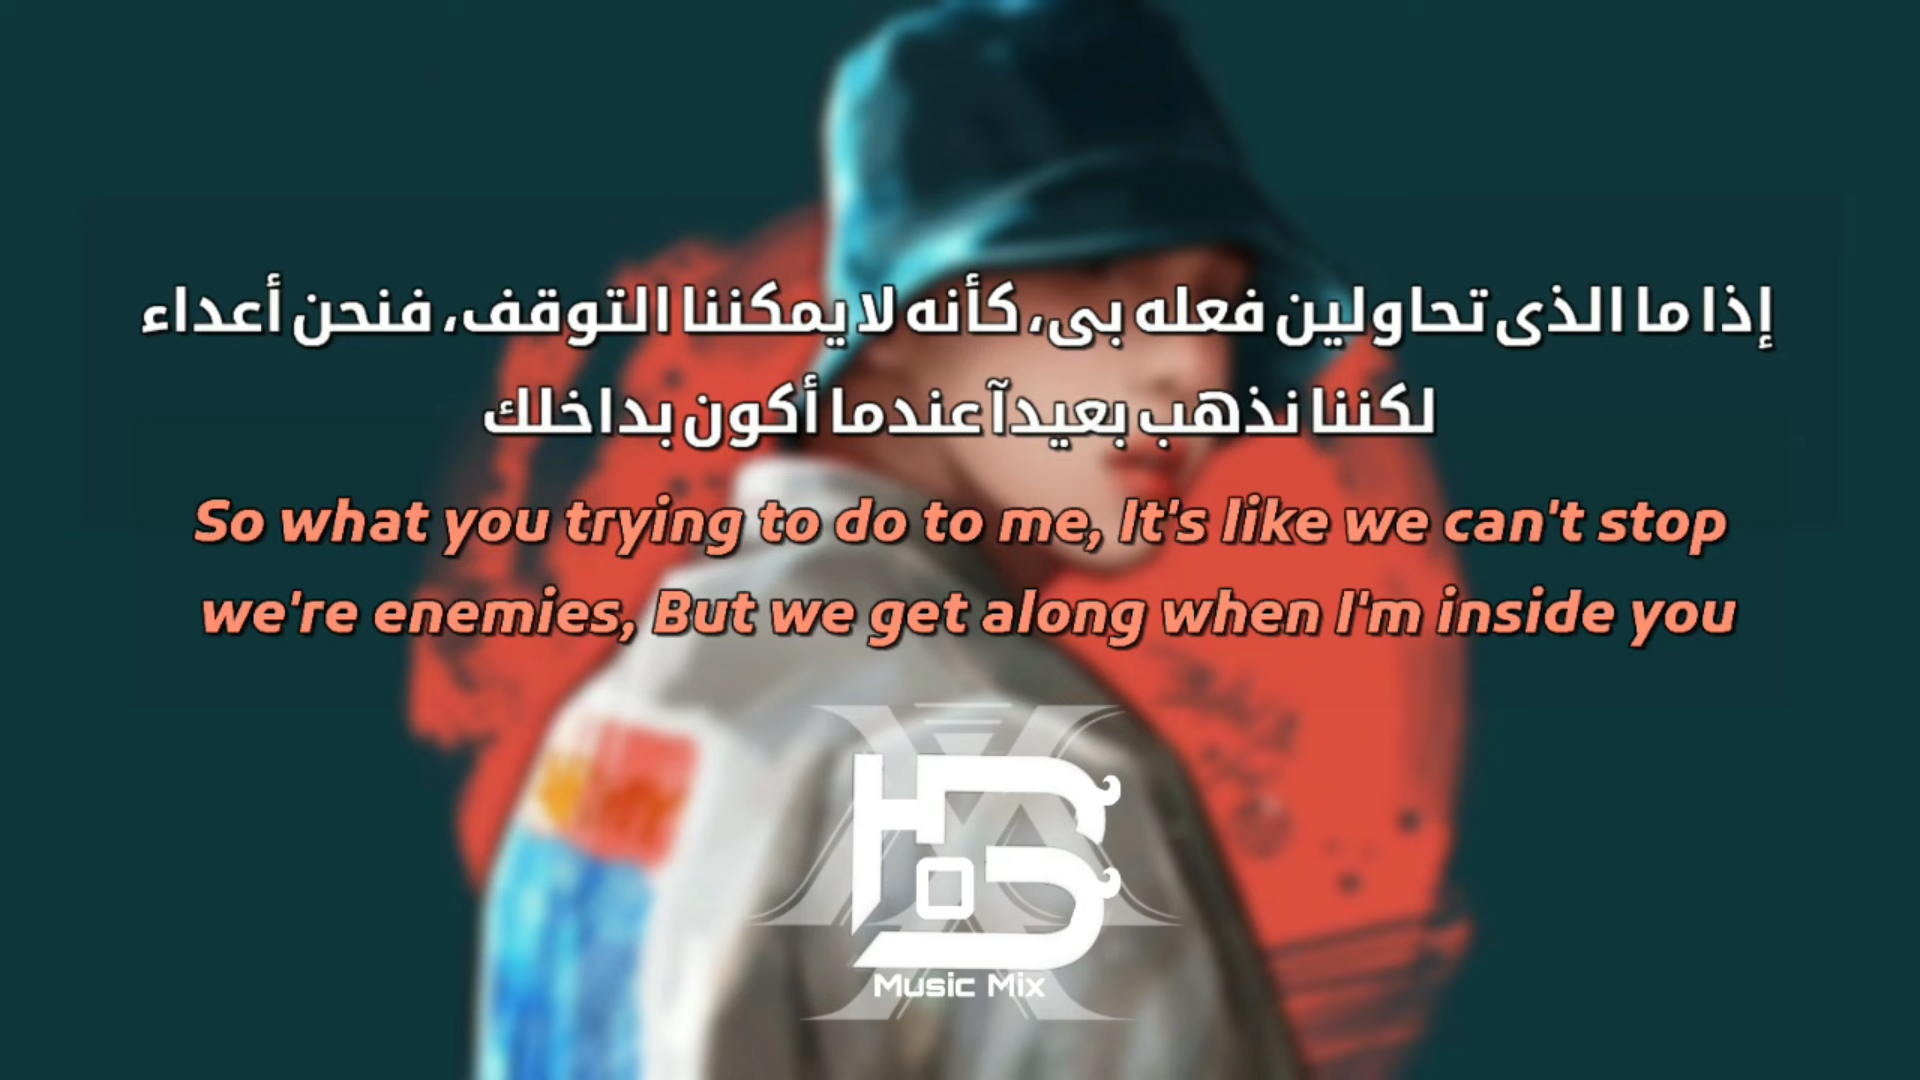 إذا ما الذى تحاولين فعله بى، كأنه لا يمكننا التوقف، فنحن أعداء
لكننا نذهب بعيدآ عندما أكون بداخلك
So what you trying to do to me, It's like we can't stop
we're enemies, But we get along when I'm inside you
Music Mix